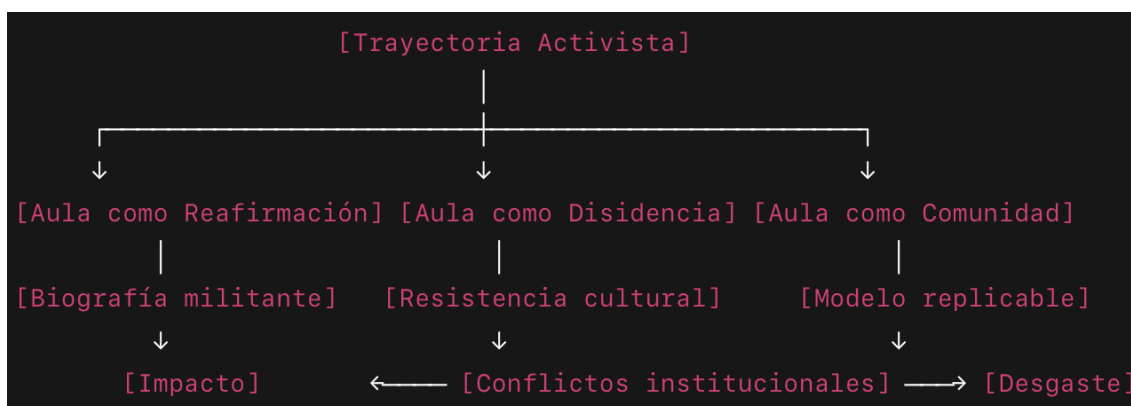 [Trayectoria Activista]
[Aula como Reafirmación] [Aula como Disidencia] [Aula como Comunidad]
[Biografía militante] [Resistencia cultural] [Modelo replicable]
[Impacto] [Conflictos institucionales] [Desgaste]